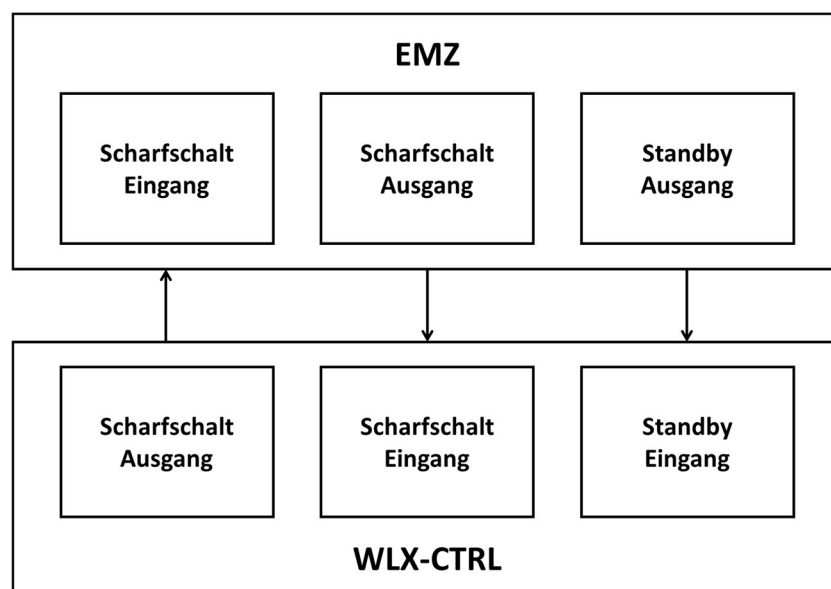 EMZ
Scharfschalt
Eingang
Scharfschalt
Ausgang
Standby
Ausgang
Scharfschalt
Ausgang
Scharfschalt
Eingang
Standby
Eingang
WLX-CTRL